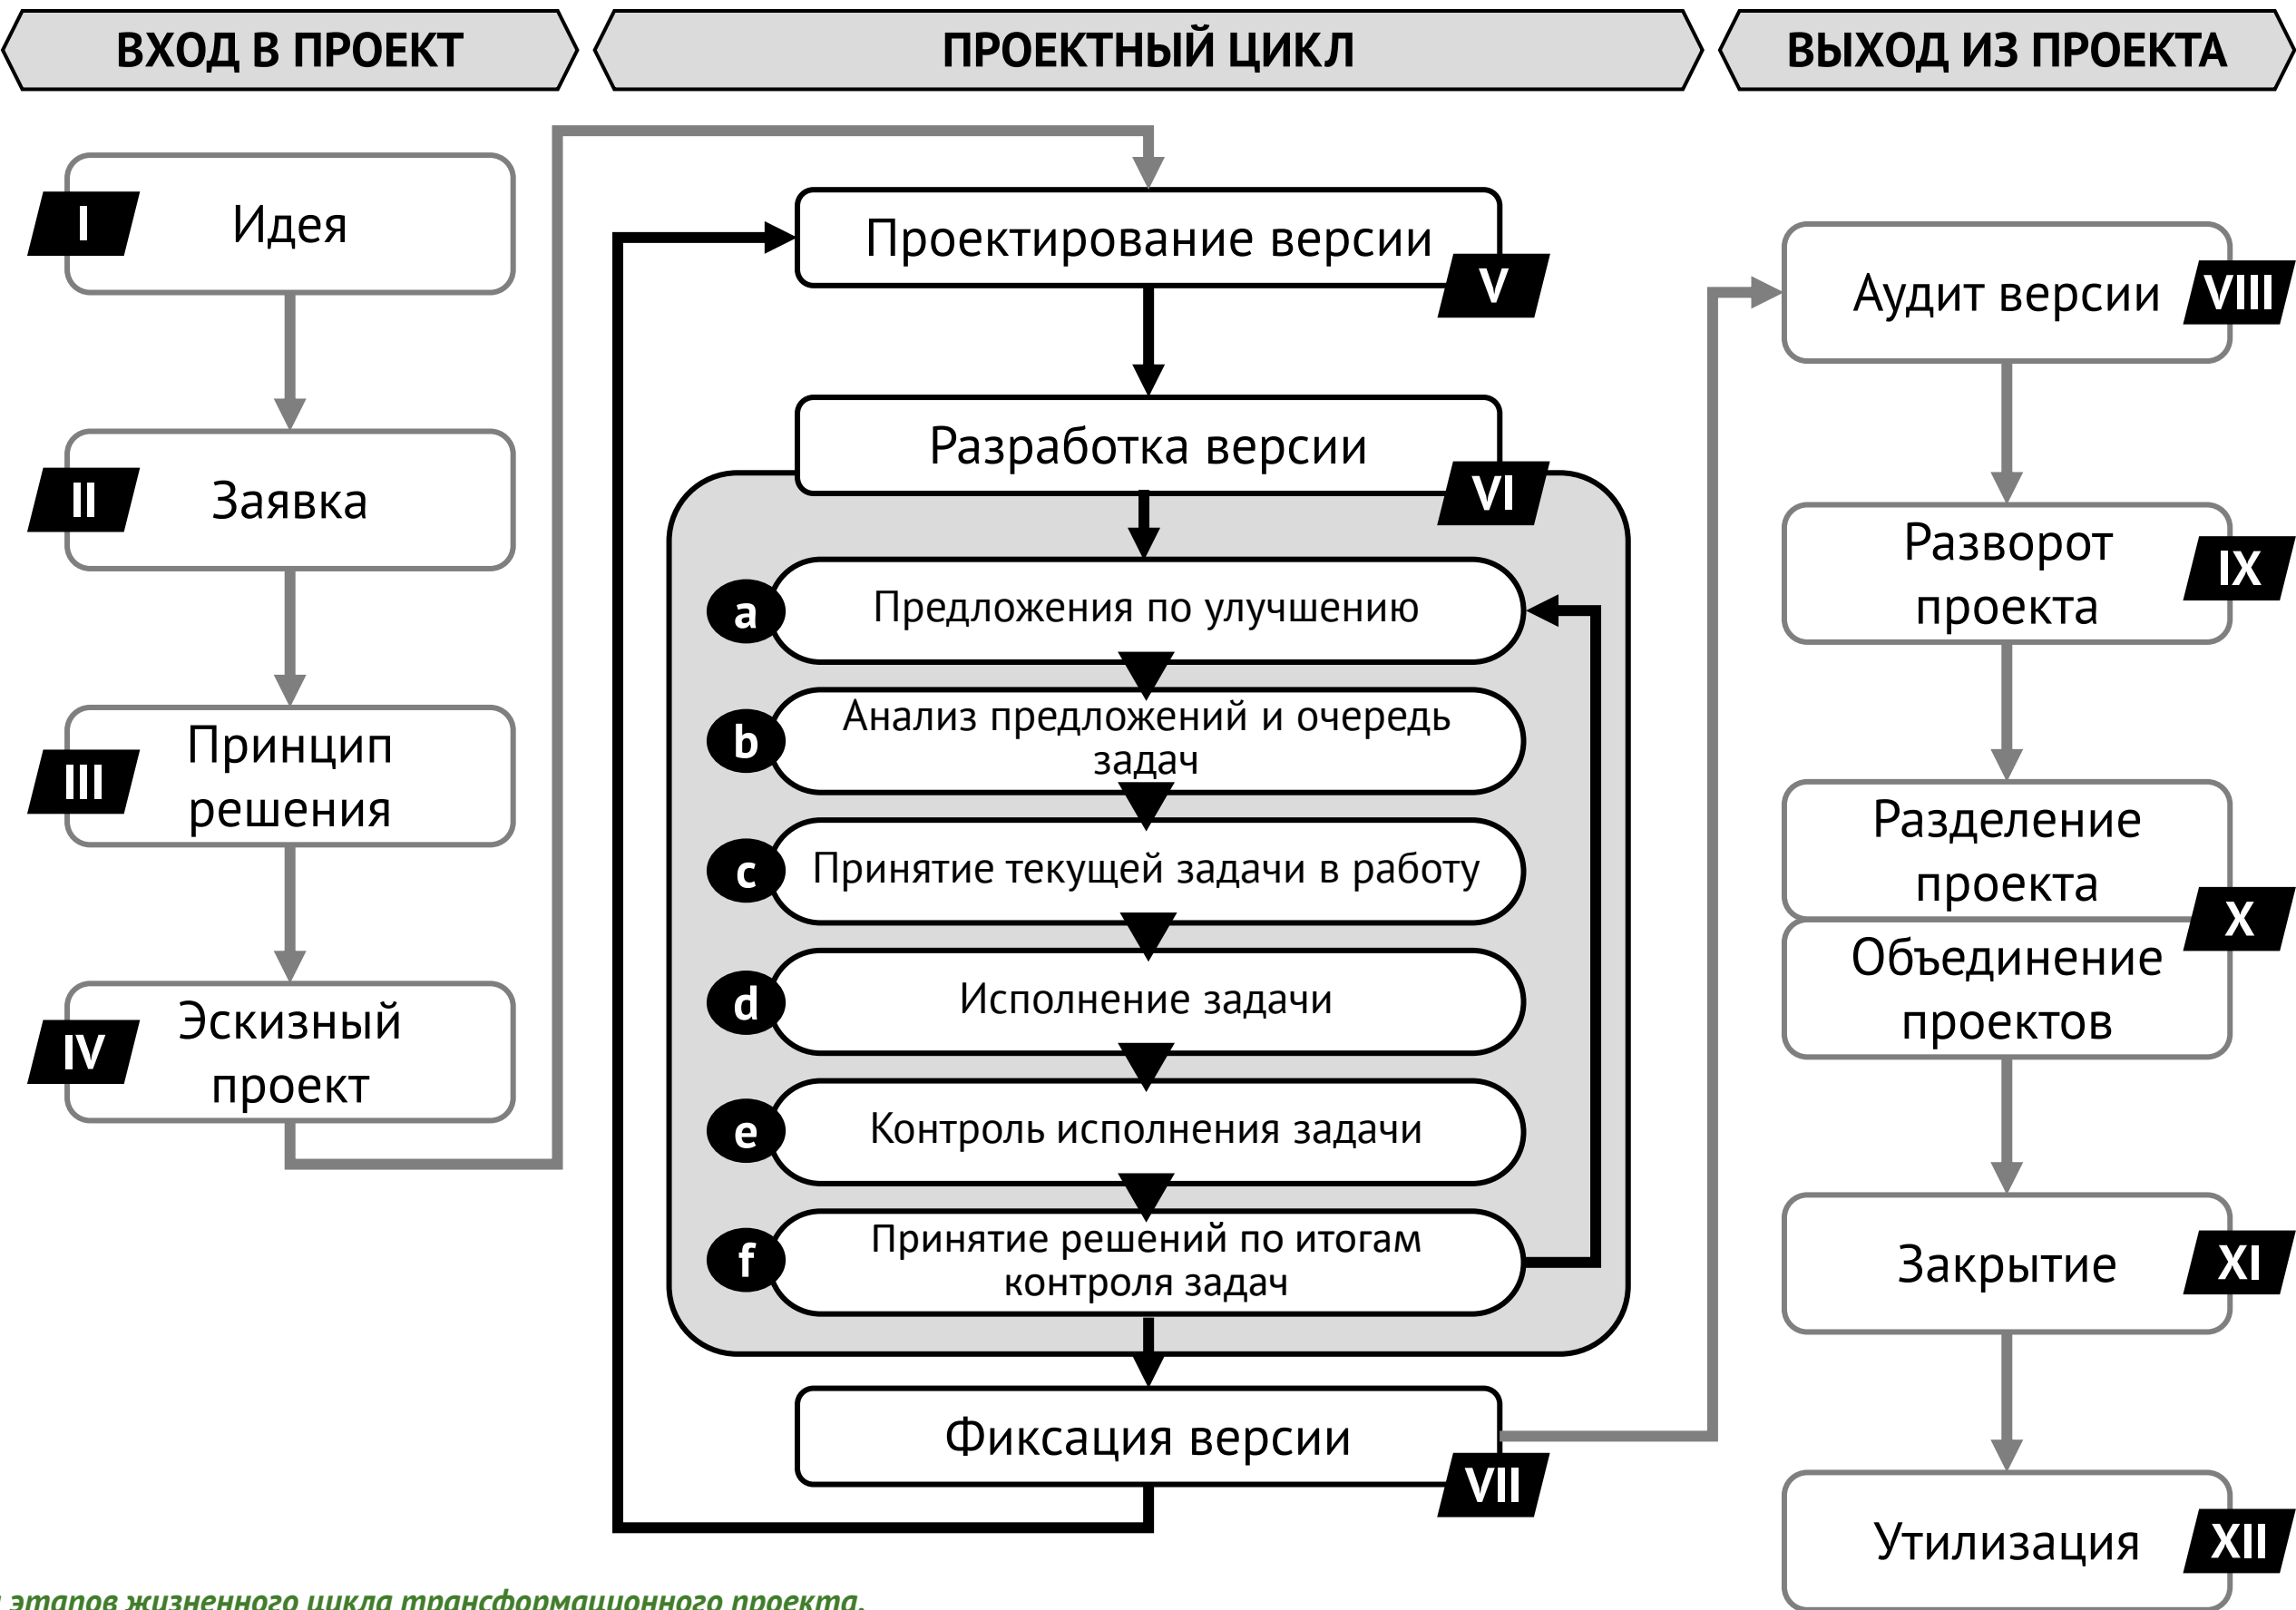 ВХОД В ПРОЕКТ
I
Идея
II
Заявка
III
Принцип
решения
IV
Эскизный
проект
ПРОЕКТНЫЙ ЦИКЛ
Проектирование версии
V
Разработка версии
VI
a
Предложения по улучшению
b
Анализ предложений и очередь
задач
c
Принятие текущей задачи в работу
d
Исполнение задачи
e
Контроль исполнения задачи
f
Принятие решений по итогам
контроля задач
Фиксация версии
VII
ВЫХОД ИЗ ПРОЕКТА
Аудит версии
VIII
Разворот
проекта
IX
Разделение
проекта
X
Объединение
проектов
Закрытие
XI
Утилизация
XII
этапов жизненного цикла трансформационного проекта.